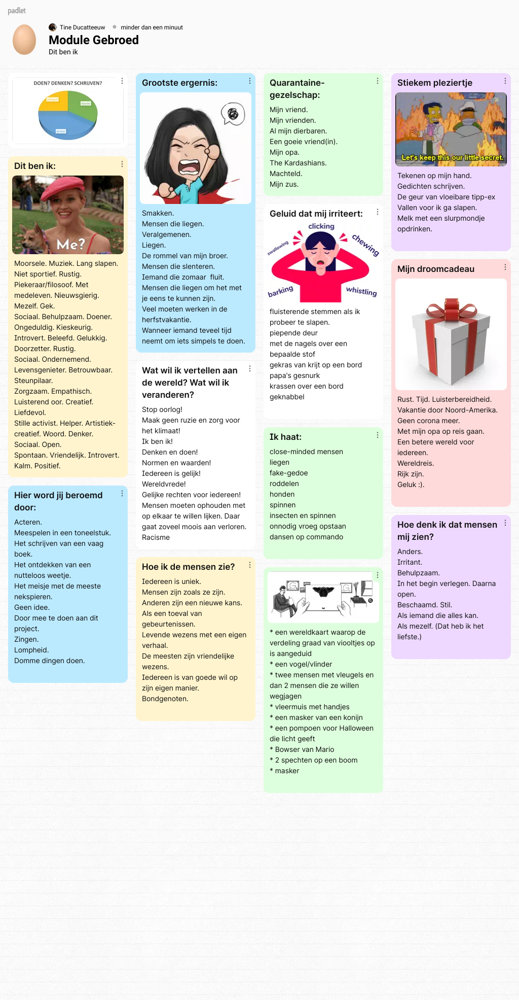 padlet
Tine Ducatteeuw minder dan een minuut
Module Gebroed
Dit ben ik
DOEN? DENKEN? SCHRIJVEN?
schrijver
doener
denker
Dit ben ik:
Me?
Moorsele. Muziek. Lang slapen.
Niet sportief. Rustig.
Piekeraar/filosoof. Met
medeleven. Nieuwsgierig.
Mezelf. Gek.
Sociaal. Behulpzaam. Doener.
Ongeduldig. Kieskeurig.
Introvert. Beleefd. Gelukkig.
Doorzetter. Rustig.
Sociaal. Ondernemend.
Levensgenieter. Betrouwbaar.
Steunpilaar.
Zorgzaam. Empathisch.
Luisterend oor. Creatief.
Liefdevol.
Stille activist. Helper. Artistiek-
creatief. Woord. Denker.
Sociaal. Open.
Spontaan. Vriendelijk. Introvert.
Kalm. Positief.
Hier word jij beroemd
door:
Acteren.
Meespelen in een toneelstuk.
Het schrijven van een vaag
boek.
Het ontdekken van een
nutteloos weetje.
Het meisje met de meeste
nekspieren.
Geen idee.
Door mee te doen aan dit
project.
Zingen.
Lompheid.
Domme dingen doen.
Grootste ergernis:
Smakken.
Mensen die liegen.
Veralgemenen.
Liegen.
De rommel van mijn broer.
Mensen die slenteren.
Iemand die zomaar  fluit.
Mensen die liegen om het met
je eens te kunnen zijn.
Veel moeten werken in de
herfstvakantie.
Wanneer iemand teveel tijd
neemt om iets simpels te doen.
Wat wil ik vertellen aan
de wereld? Wat wil ik
veranderen?
Stop oorlog!
Maak geen ruzie en zorg voor
het klimaat!
Ik ben ik!
Denken en doen!
Normen en waarden!
Iedereen is gelijk!
Wereldvrede!
Gelijke rechten voor iedereen!
Mensen moeten ophouden met
op elkaar te willen lijken. Daar
gaat zoveel moois aan verloren.
Racisme
Hoe ik de mensen zie?
Iedereen is uniek.
Mensen zijn zoals ze zijn.
Anderen zijn een nieuwe kans.
Als een toeval van
gebeurtenissen.
Levende wezens met een eigen
verhaal.
De meesten zijn vriendelijke
wezens.
Iedereen is van goede wil op
zijn eigen manier.
Bondgenoten.
Quarantaine-
gezelschap:
Mijn vriend.
Mijn vrienden.
Al mijn dierbaren.
Een goeie vriend(in).
Mijn opa.
The Kardashians.
Machteld.
Mijn zus.
Geluid dat mij irriteert:
clicking
swallowing
chewing
barking
whistling
fluisterende stemmen als ik
probeer te slapen.
piepende deur
met de nagels over een
bepaalde stof
gekras van krijt op een bord
papa's gesnurk
krassen over een bord
geknabbel
Ik haat:
close-minded mensen
liegen
fake-gedoe
roddelen
honden
spinnen
insecten en spinnen
onnodig vroeg opstaan
dansen op commando
* een wereldkaart waarop de
verdeling graad van viooltjes op
is aangeduid
* een vogel/vlinder
* twee mensen met vleugels en
dan 2 mensen die ze willen
wegjagen
* vleermuis met handjes
* een masker van een konijn
* een pompoen voor Halloween
die licht geeft
* Bowser van Mario
* 2 spechten op een boom
* masker
Stiekem pleziertje
Let's keep this our little secret.
Tekenen op mijn hand.
Gedichten schrijven.
De geur van vloeibare tipp-ex
Vallen voor ik ga slapen.
Melk met een slurpmondje
opdrinken.
Mijn droomcadeau
Rust. Tijd. Luisterbereidheid.
Vakantie door Noord-Amerika.
Geen corona meer.
Met mijn opa op reis gaan.
Een betere wereld voor
iedereen.
Wereldreis.
Rijk zijn.
Geluk :).
Hoe denk ik dat mensen
mij zien?
Anders.
Irritant.
Behulpzaam.
In het begin verlegen. Daarna
open.
Beschaamd. Stil.
Als iemand die alles kan.
Als mezelf. (Dat heb ik het
liefste.)